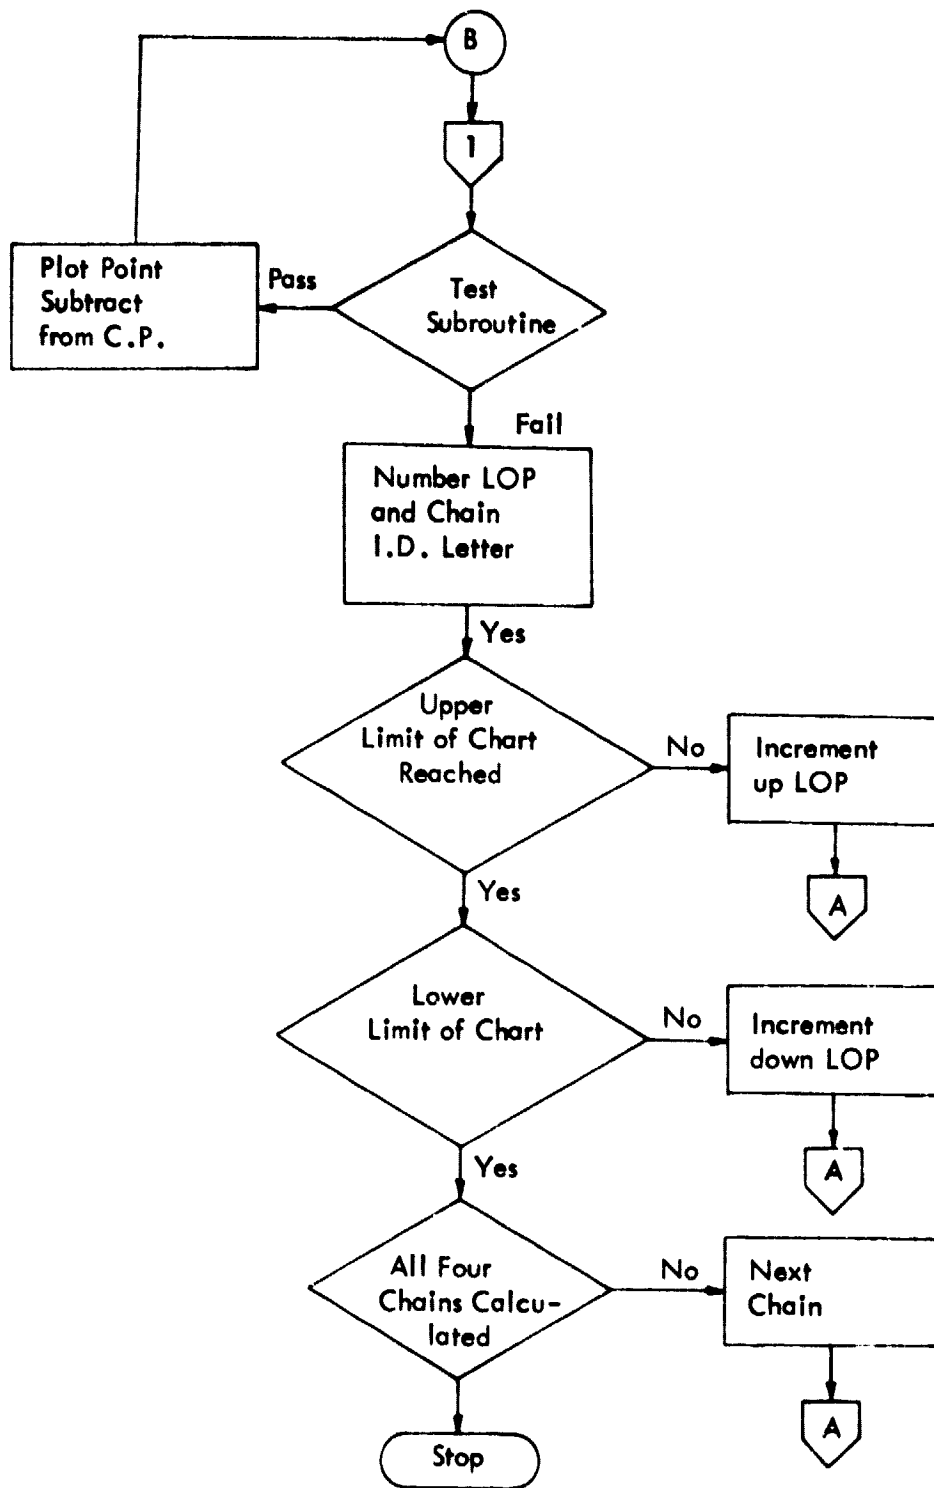 B
1
Plot Point
Subtract
from C.P.
Pass
Test
Subroutine
Fail
Number LOP
and Chain
I.D. Letter
Yes
Upper
Limit of Chart
Reached
No
Increment
up LOP
A
Yes
Lower
Limit of Chart
No
Increment
down LOP
A
Yes
All Four
Chains Calcu-
lated
No
Next
Chain
A
Stop